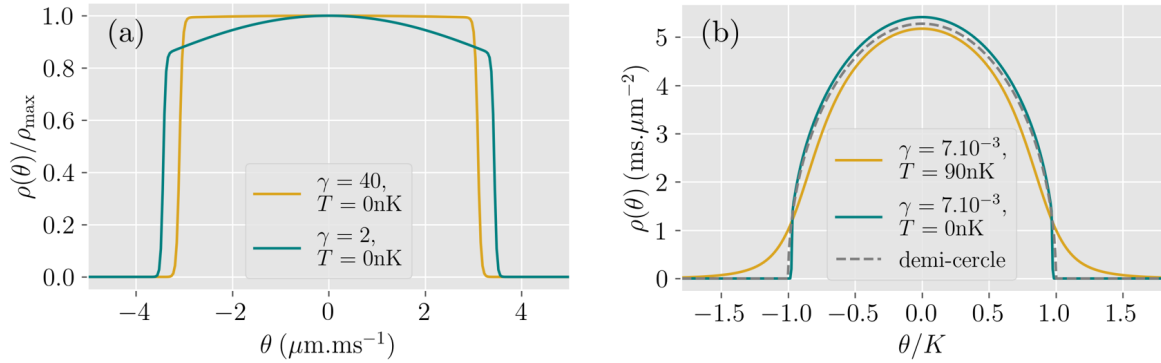 (a)
ρ(θ)/ρmax
1.0
0.8
0.6
0.4
0.2
0.0
γ = 40,
T = 0nK
γ = 2,
T = 0nK
−4
−2
0
2
4
θ (μm.ms⁻¹)
(b)
ρ(θ) (ms.μm⁻²)
5
4
3
2
1
0
γ = 7.10⁻³,
T = 90nK
γ = 7.10⁻³,
T = 0nK
demi-cercle
−1.5
−1.0
−0.5
0.0
0.5
1.0
1.5
θ/K